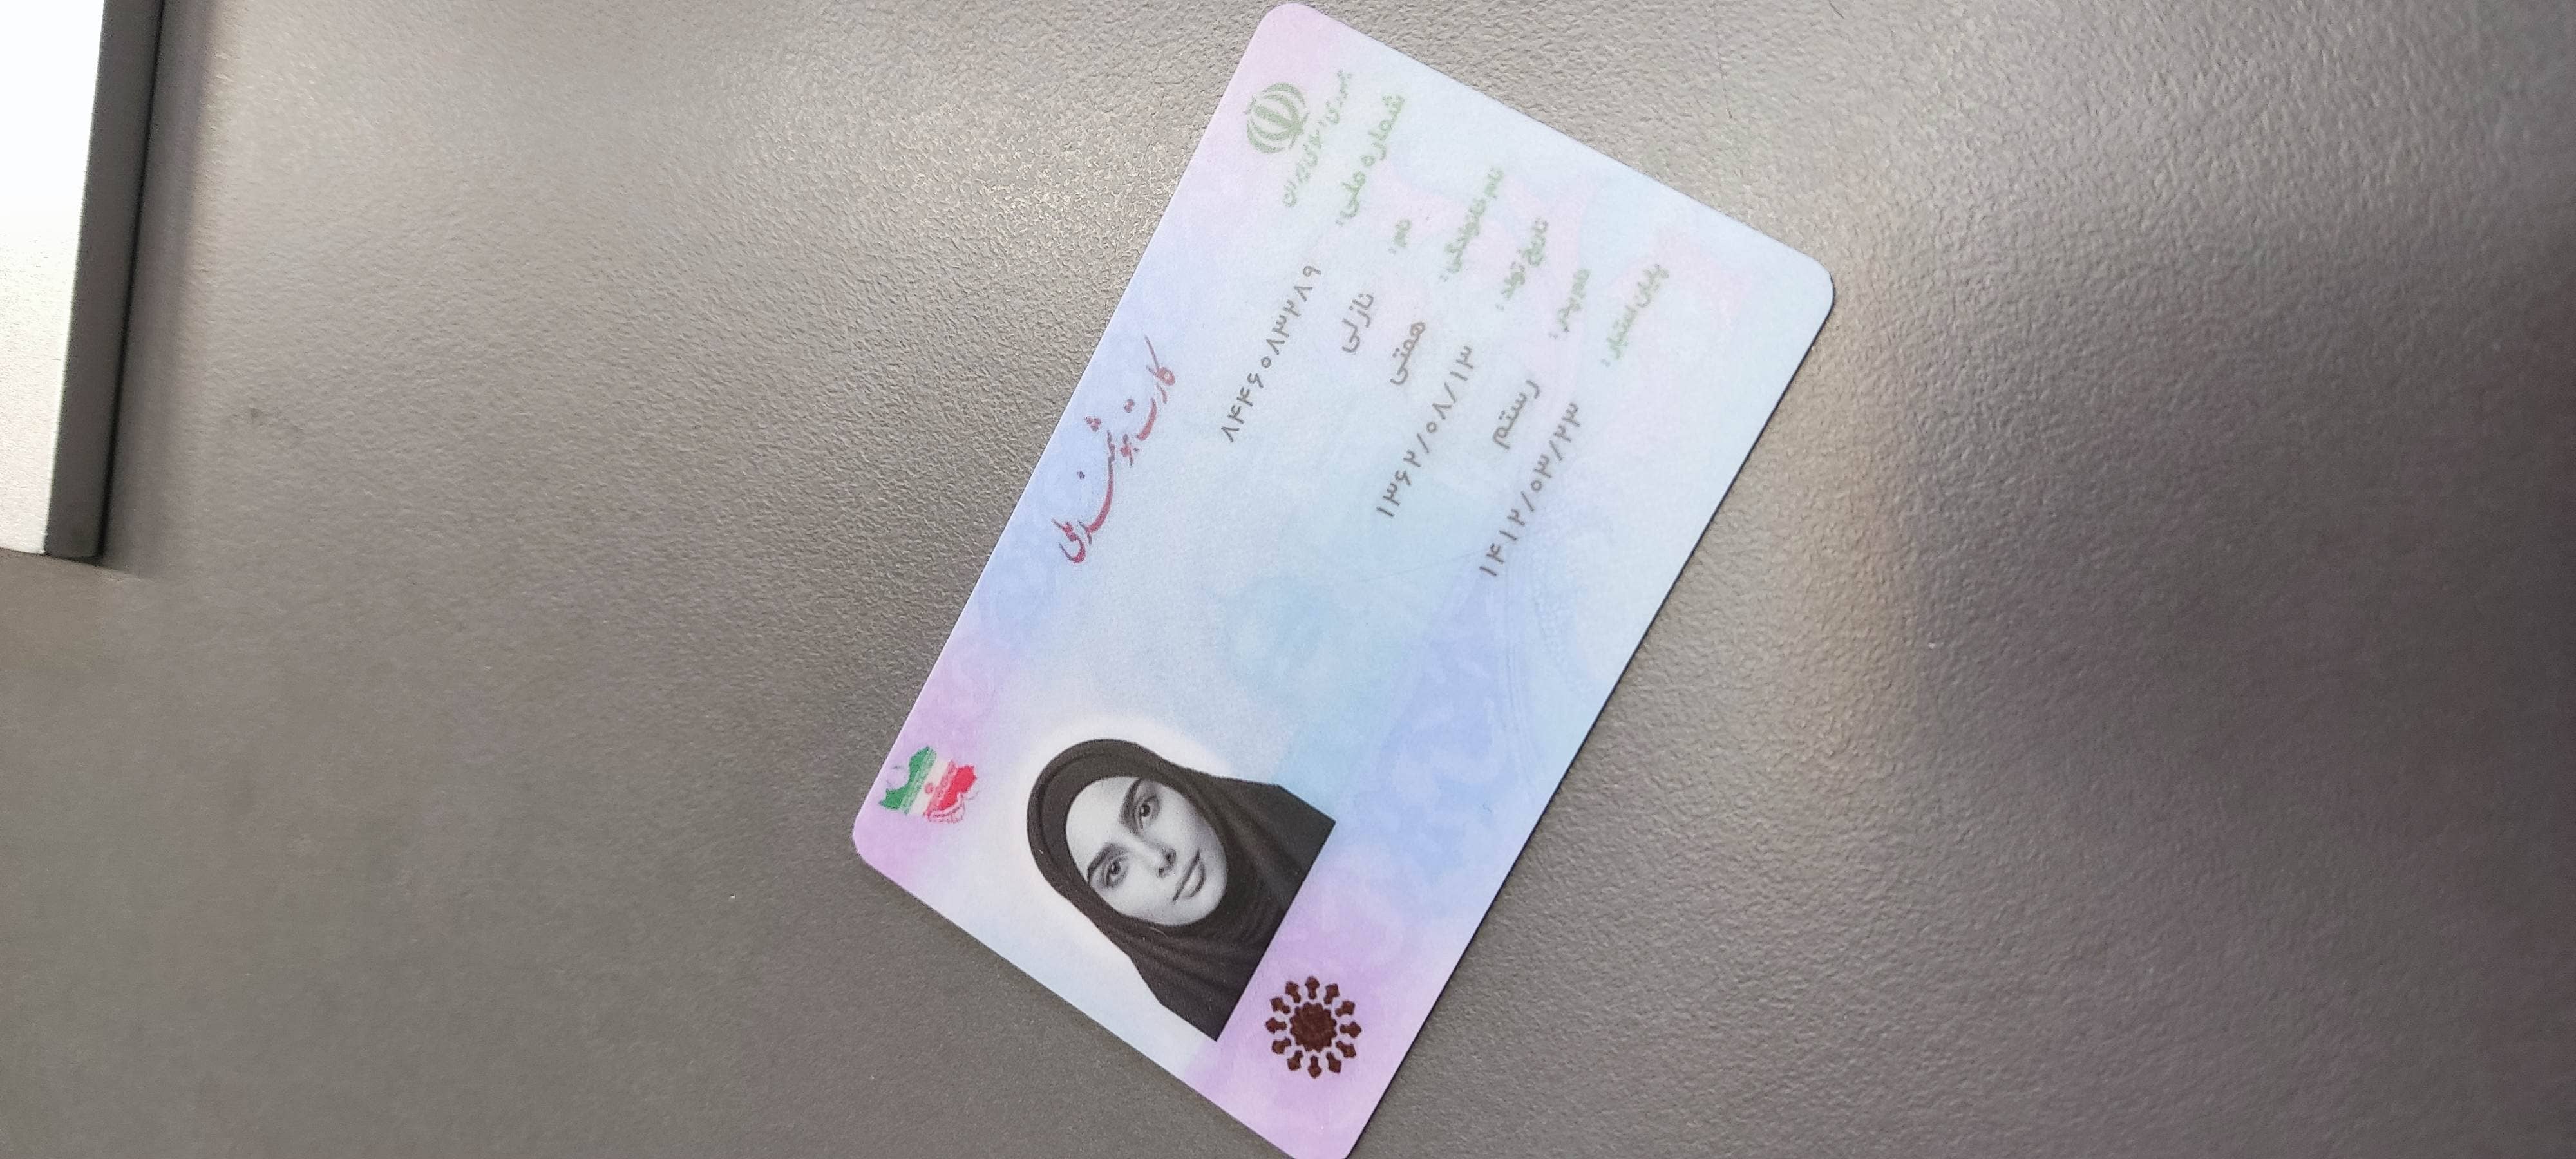 جمهوری اسلامی ایران
کارت هوشمند ملی
شماره ملی: ۸۴۴۶۰۸۳۲۸۹
نام: نازلی
نام خانوادگی: همتی
تاریخ تولد: ۱۳۶۲/۰۸/۱۳
نام پدر: رستم
پایان اعتبار: ۱۴۱۲/۰۳/۲۳